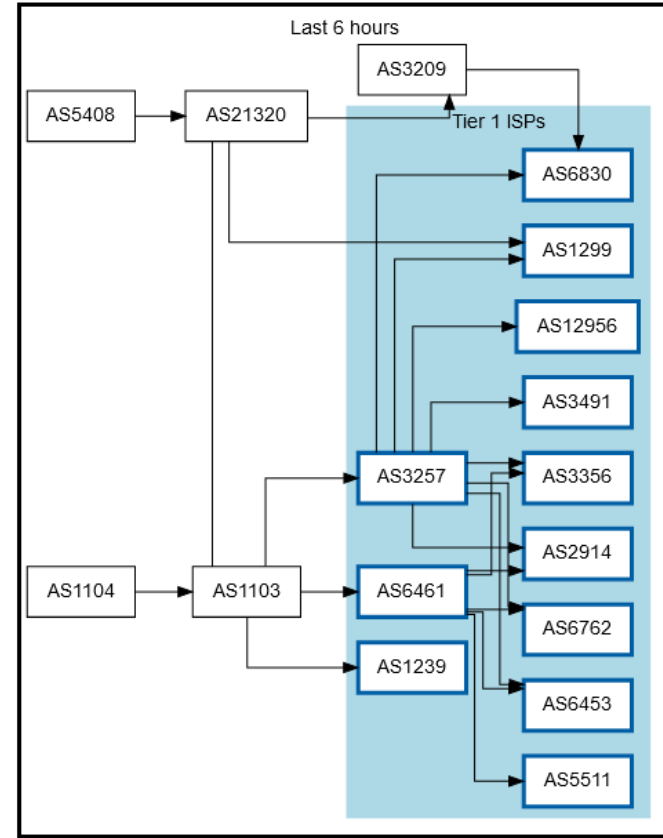 Last 6 hours
AS3209
AS5408
AS21320
Tier 1 ISPs
AS6830
AS1299
AS12956
AS3491
AS3257
AS3356
AS2914
AS1104
AS1103
AS6461
AS6762
AS1239
AS6453
AS5511